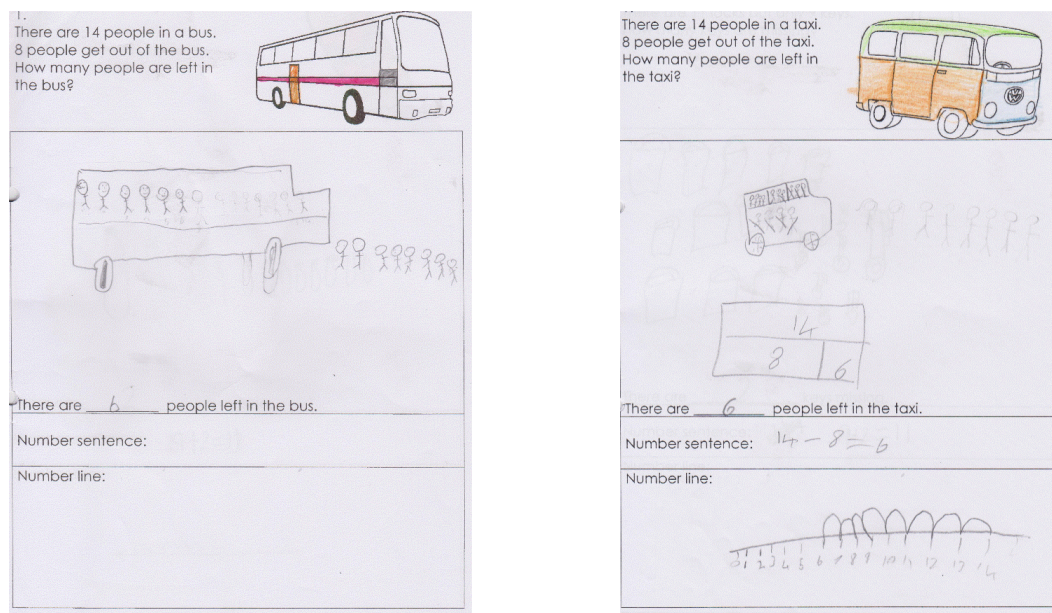 1.
There are 14 people in a bus.
8 people get out of the bus.
How many people are left in
the bus?
There are 6 people left in the bus.
Number sentence:
Number line:
There are 14 people in a taxi.
8 people get out of the taxi.
How many people are left in
the taxi?
14
8 6
There are 6 people left in the taxi.
Number sentence: 14 - 8 = 6
Number line:
0 1 2 3 4 5 6 7 8 9 10 11 12 13 14